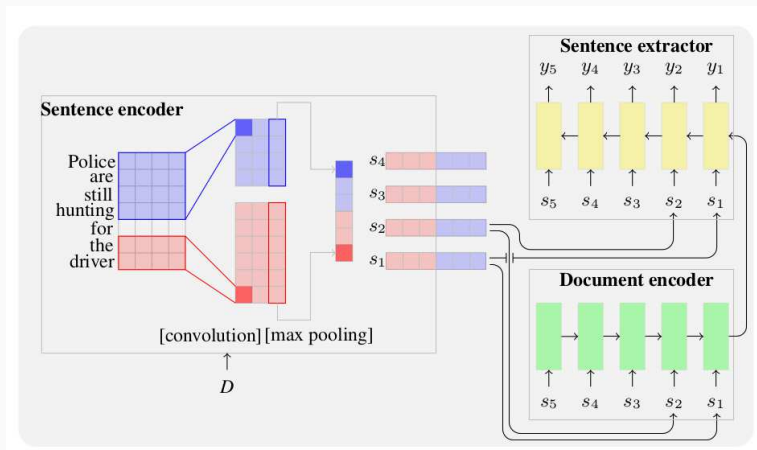 Sentence extractor
y5 y4 y3 y2 y1
s5 s4 s3 s2 s1
Sentence encoder
Police
are
still
hunting
for
the
driver
[convolution] [max pooling]
D
s4
s3
s2
s1
Document encoder
s5 s4 s3 s2 s1